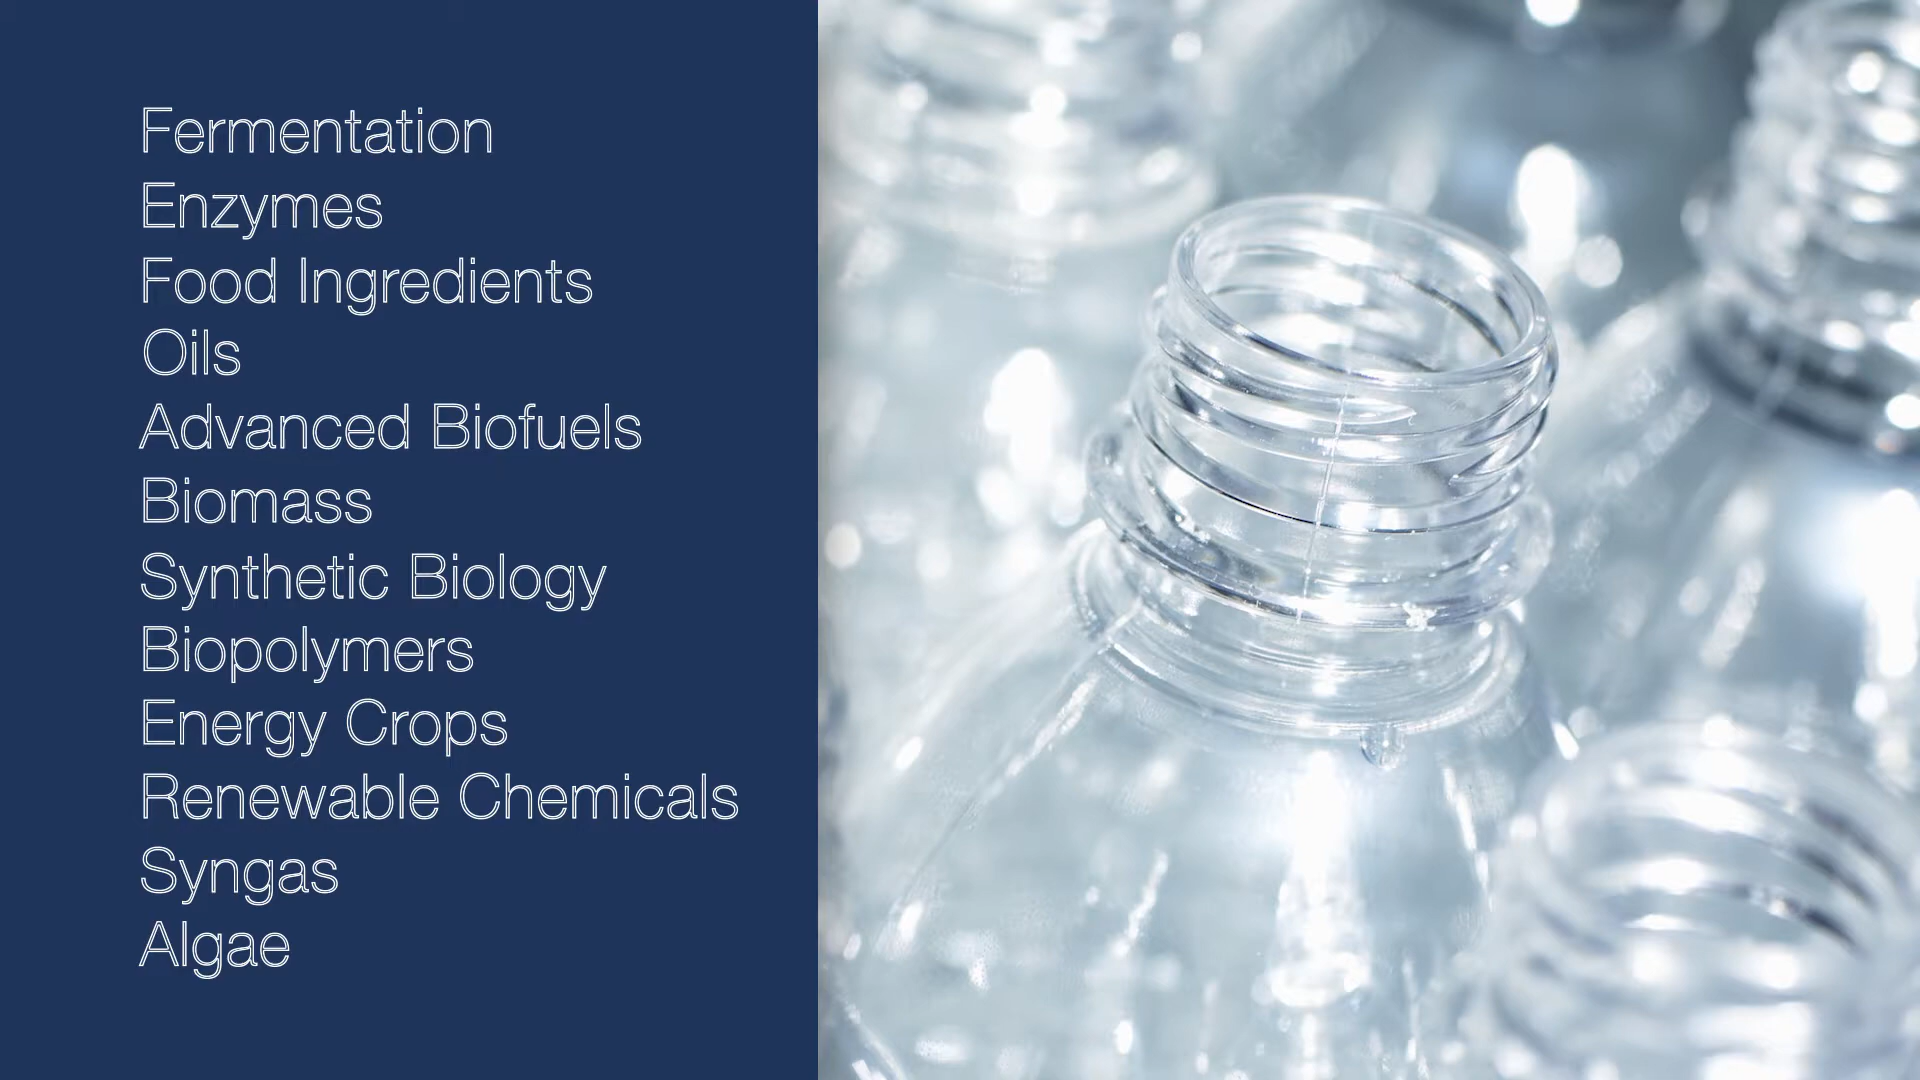 Fermentation
Enzymes
Food Ingredients
Oils
Advanced Biofuels
Biomass
Synthetic Biology
Biopolymers
Energy Crops
Renewable Chemicals
Syngas
Algae